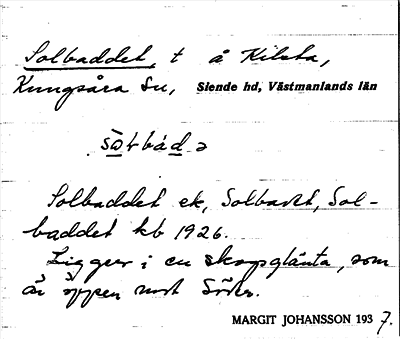 Solbaddet, t å Kilsta,
Kungsåra sn, Siende hd, Västmanlands län
Solbaddet ek, Solbadet, Sol-
baddet kb 1926.
Ligger i en skogsglänta, som
är öppen mot Söder.
MARGIT JOHANSSON 1937.